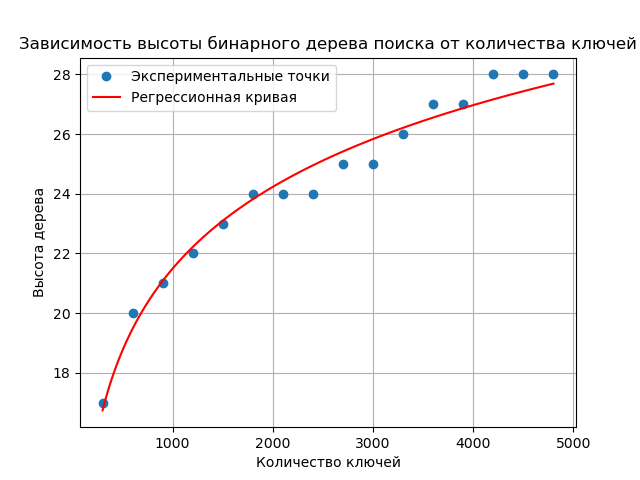 Зависимость высоты бинарного дерева поиска от количества ключей
Экспериментальные точки
Регрессионная кривая
Высота дерева
28
26
24
22
20
18
1000
2000
3000
4000
5000
Количество ключей